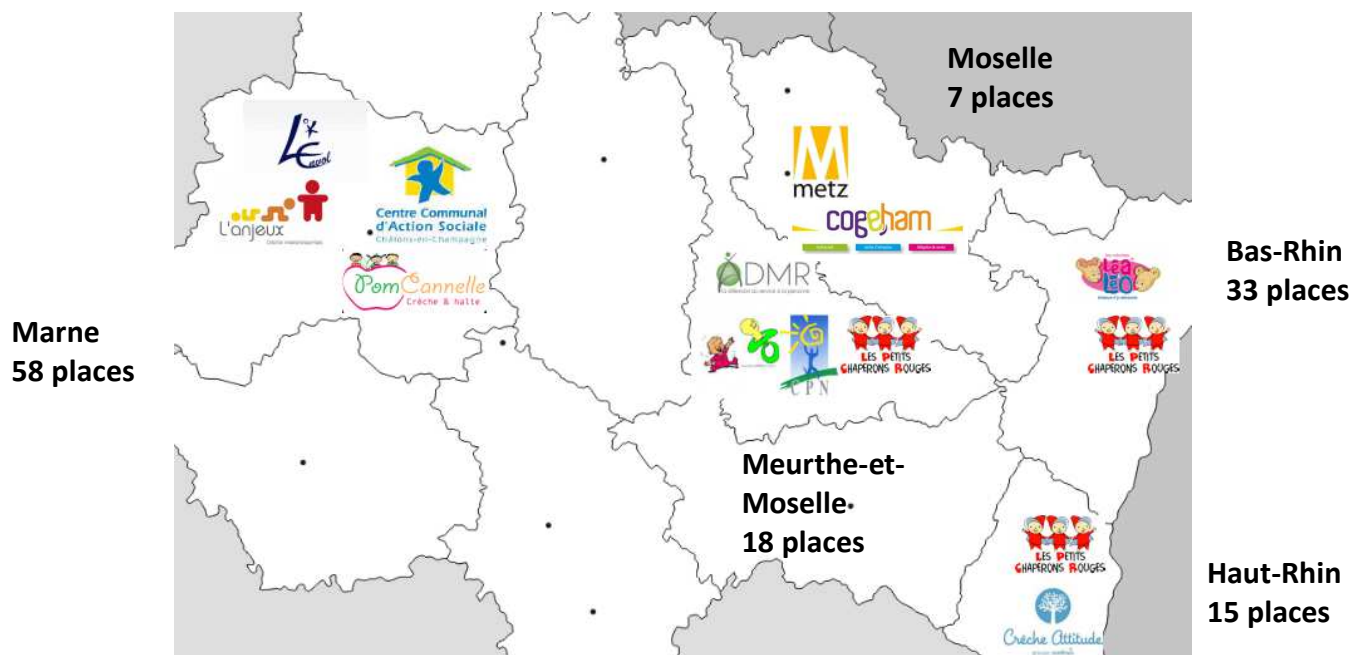 Moselle
7 places
L'Envol
metz
Centre Communal
d'Action Sociale
Châlons-en-Champagne
L'anjeux
cogeham
Bas-Rhin
33 places
ADMR
Léa
LÉO
PomCannelle
Crèche & halte
Marne
58 places
LES PETITS
CHAPERONS ROUGES
CPN
LES PETITS
CHAPERONS ROUGES
Meurthe-et-
Moselle
18 places
LES PETITS
CHAPERONS ROUGES
Haut-Rhin
15 places
Crèche Attitude